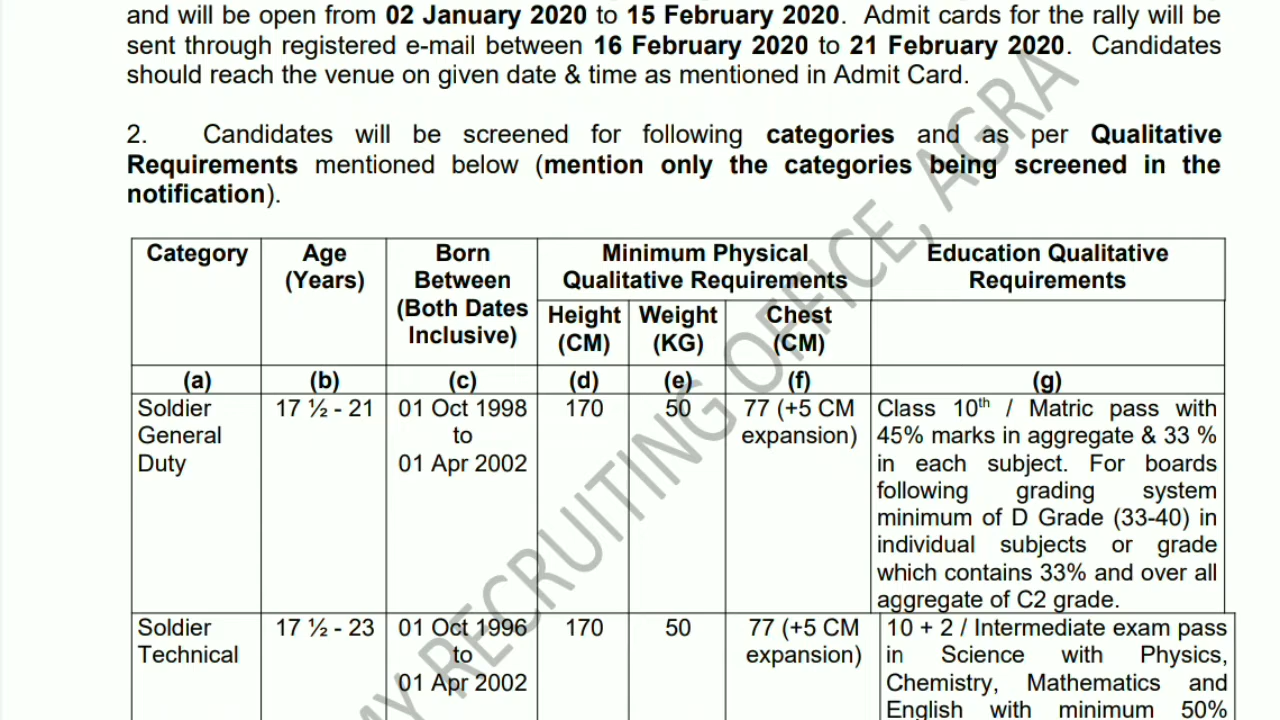 and will be open from 02 January 2020 to 15 February 2020. Admit cards for the rally will be
sent through registered e-mail between 16 February 2020 to 21 February 2020. Candidates
should reach the venue on given date & time as mentioned in Admit Card.
2. Candidates will be screened for following categories and as per Qualitative
Requirements mentioned below (mention only the categories being screened in the
notification).
Category Age Born Minimum Physical Education Qualitative
(Years) Between Qualitative Requirements Requirements
(Both Dates Height Weight Chest
Inclusive) (CM) (KG) (CM)
(a) (b) (c) (d) (e) (f) (g)
Soldier 17 ½ - 21 01 Oct 1998 170 50 77 (+5 CM Class 10th / Matric pass with
General to expansion) 45% marks in aggregate & 33 %
Duty 01 Apr 2002 in each subject. For boards
following grading system
minimum of D Grade (33-40) in
individual subjects or grade
which contains 33% and over all
aggregate of C2 grade.
Soldier 17 ½ - 23 01 Oct 1996 170 50 77 (+5 CM 10 + 2 / Intermediate exam pass
Technical to expansion) in Science with Physics,
01 Apr 2002 Chemistry, Mathematics and
English with minimum 50%
MY RECRUITING OFFICE, AGRA